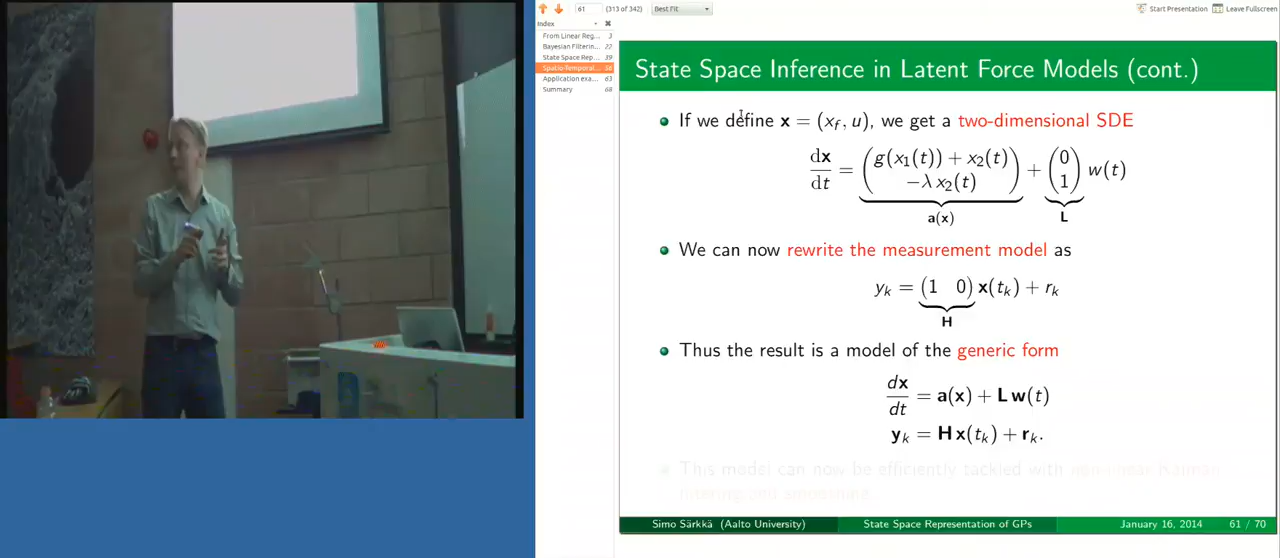 61 (313 of 342) Best Fit
Start Presentation Leave Fullscreen
Index
From Linear Reg... 3
Bayesian Filterin... 22
State Space Rep... 39
Spatio-Temporal... 56
Application exa... 63
Summary 68
State Space Inference in Latent Force Models (cont.)
If we define x = (x_f, u), we get a two-dimensional SDE
dx/dt = (g(x₁(t)) + x₂(t) ; −λ x₂(t)) + (0 ; 1) w(t)
a(x) L
We can now rewrite the measurement model as
y_k = (1 0) x(t_k) + r_k
H
Thus the result is a model of the generic form
dx/dt = a(x) + L w(t)
y_k = H x(t_k) + r_k.
This model can now be efficiently tackled with non-linear Kalman
filtering and smoothing.
Simo Särkkä (Aalto University) State Space Representation of GPs January 16, 2014 61 / 70